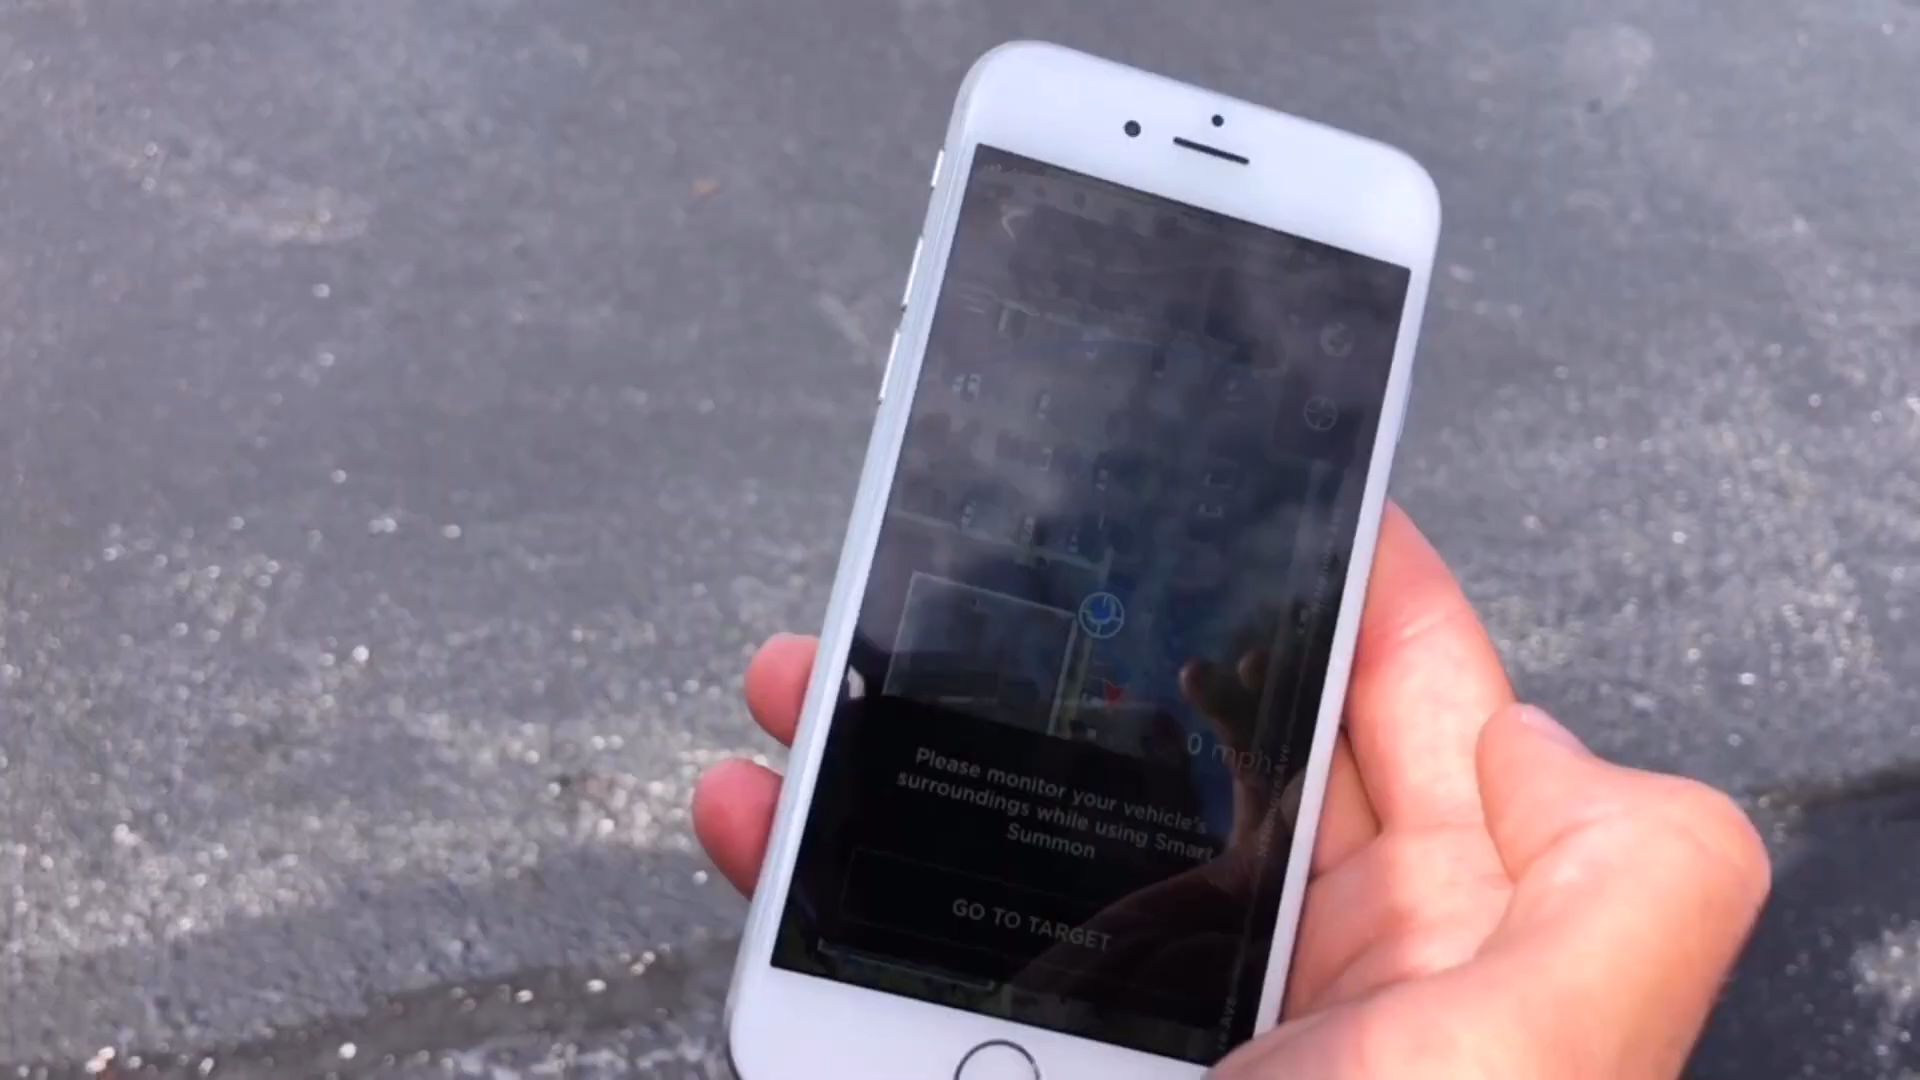 0 mph
Please monitor your vehicle's
surroundings while using Smart
Summon
GO TO TARGET